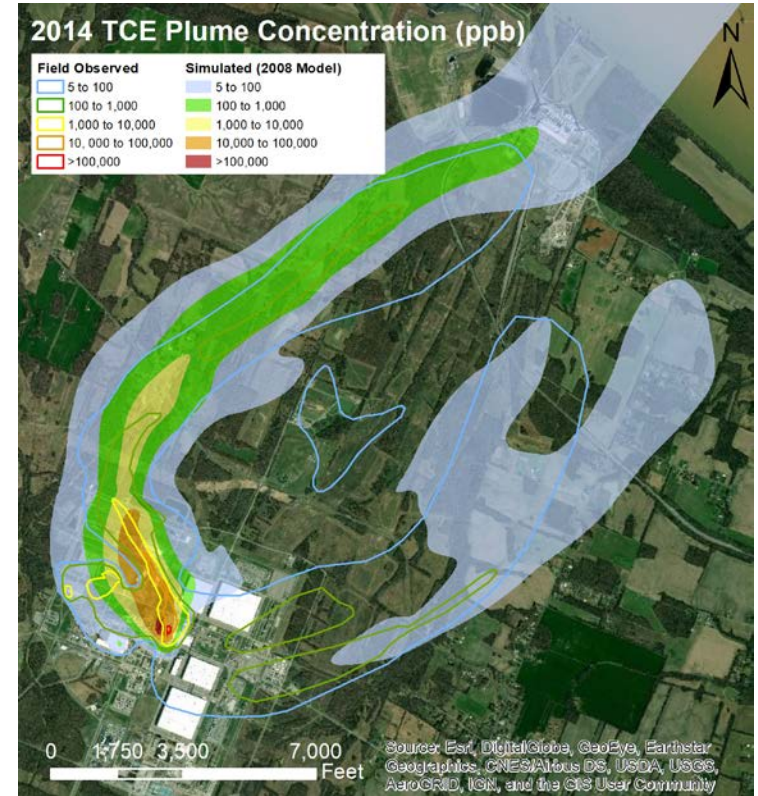 2014 TCE Plume Concentration (ppb)
N
Field Observed Simulated (2008 Model)
5 to 100 5 to 100
100 to 1,000 100 to 1,000
1,000 to 10,000 1,000 to 10,000
10, 000 to 100,000 10,000 to 100,000
>100,000 >100,000
0 1,750 3,500 7,000
Feet
Source: Esri, DigitalGlobe, GeoEye, Earthstar
Geographics, CNES/Airbus DS, USDA, USGS,
AeroGRID, IGN, and the GIS User Community